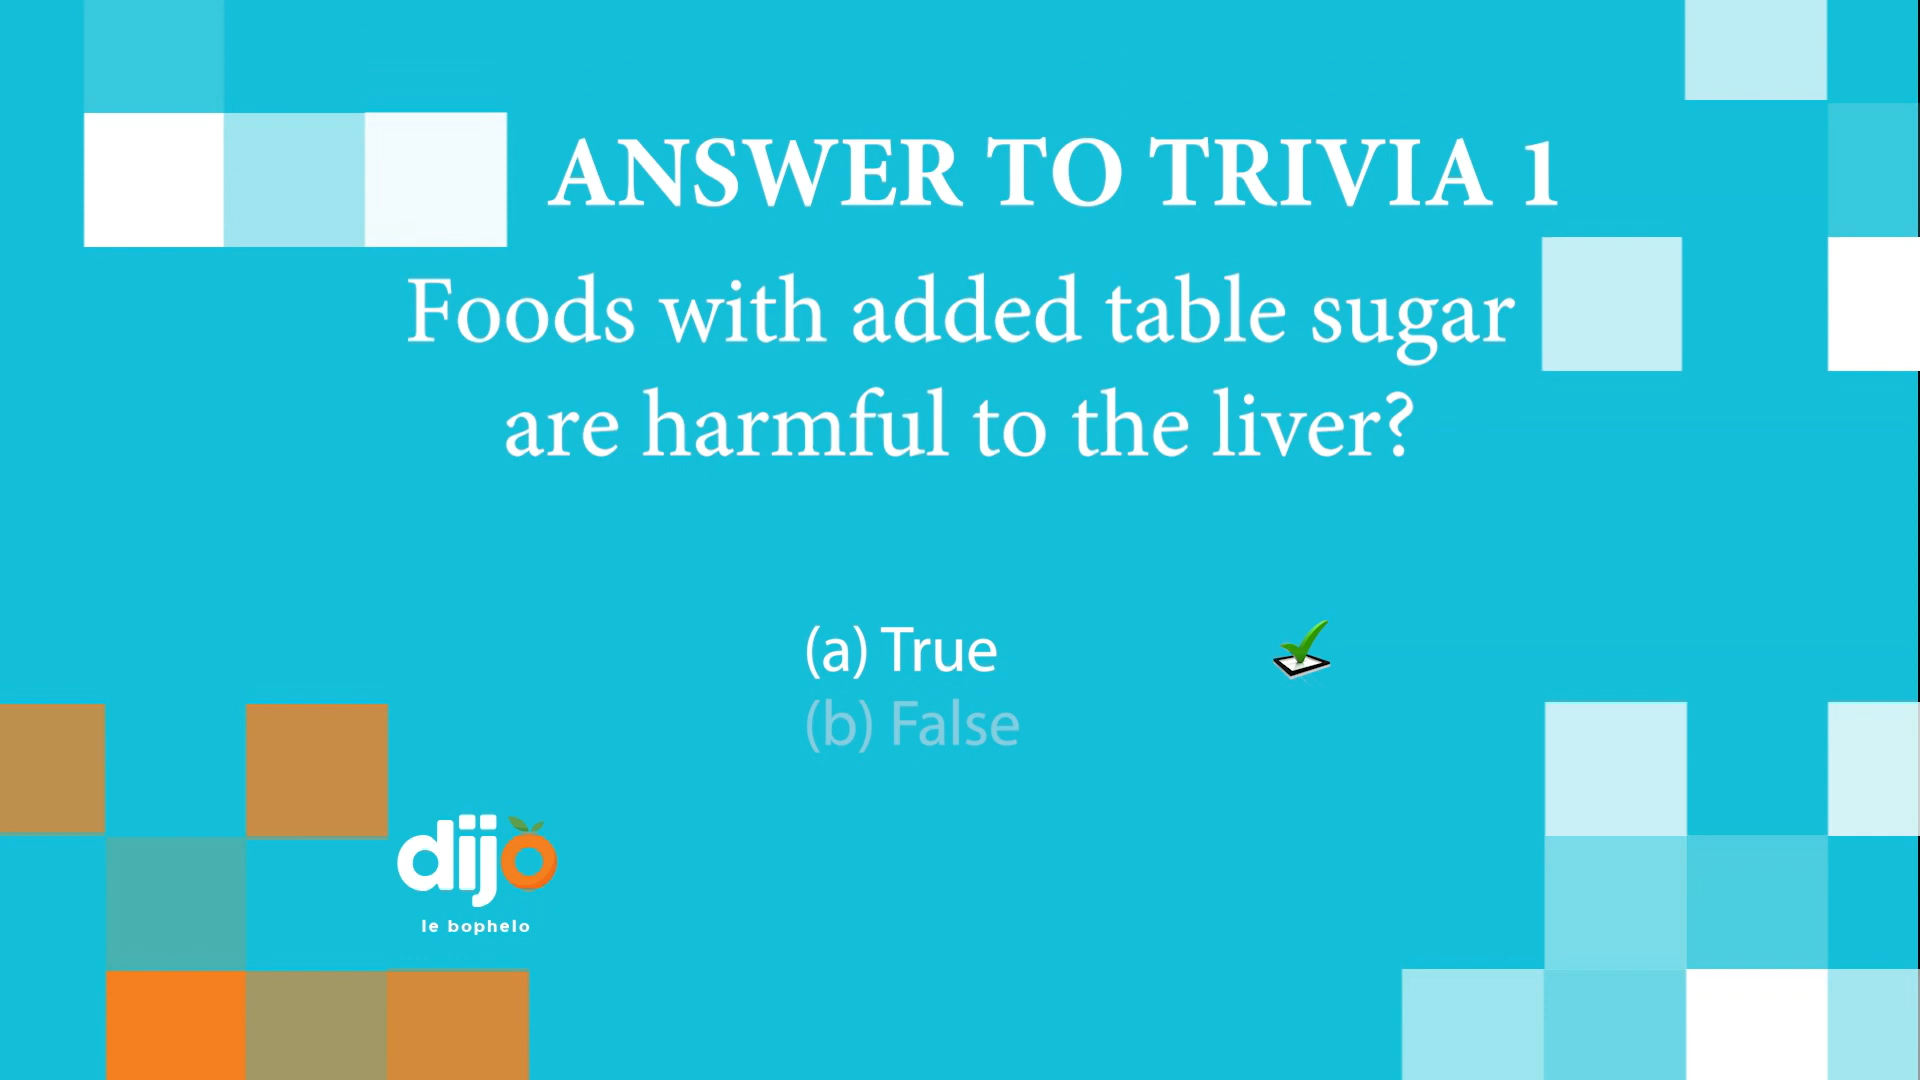 ANSWER TO TRIVIA 1
Foods with added table sugar
are harmful to the liver?
(a) True
(b) False
dijo
le bophelo